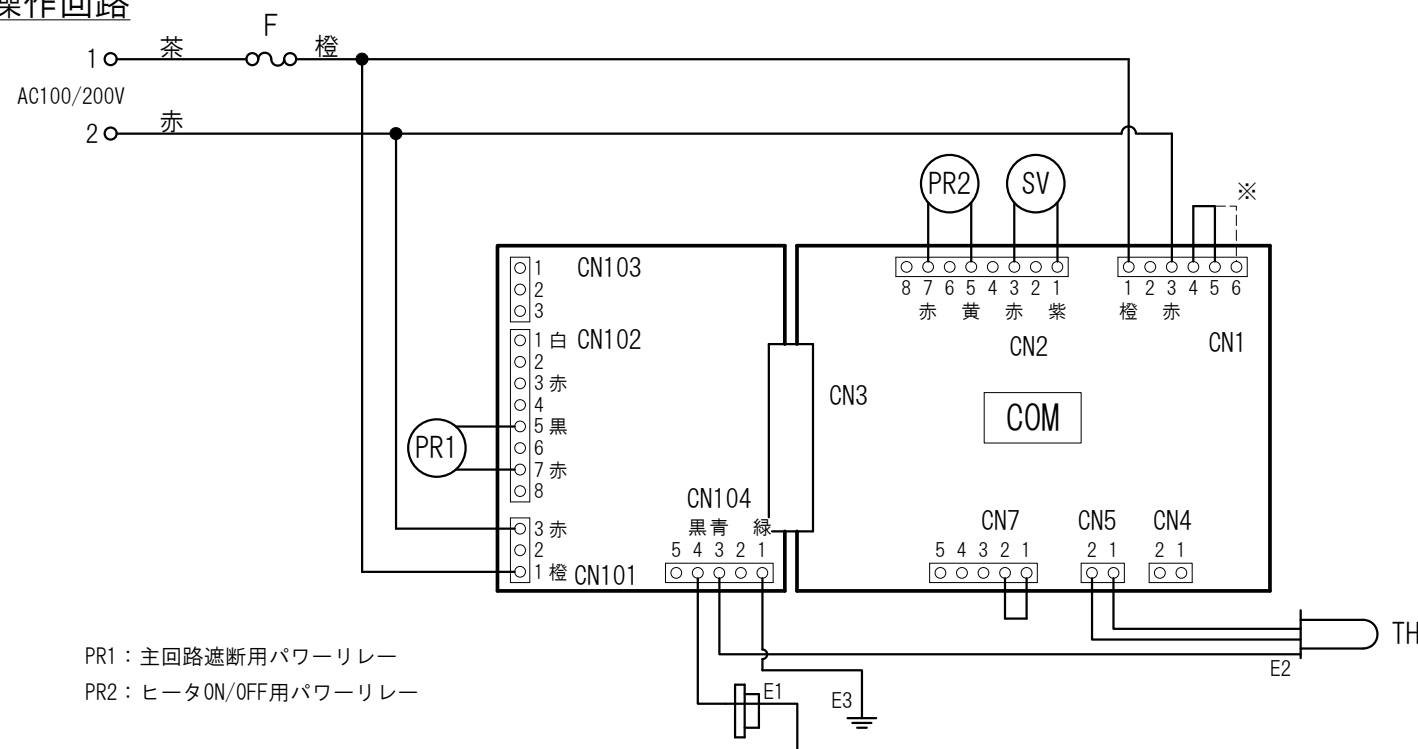 操作回路
F
1 茶 橙
AC100/200V
2 赤
PR2 SV ※
CN103
1
2
3
8 7 6 5 4 3 2 1
赤 黄 赤 紫
CN2
1 2 3 4 5 6
橙 赤
CN1
CN102
1 白
2
3 赤
4
5 黒
6
7 赤
8
PR1
CN3
COM
3 赤
2
1 橙
CN101
CN104
黒 青 緑
5 4 3 2 1
CN7
5 4 3 2 1
CN5
2 1
CN4
2 1
TH
E2
E1
E3
PR1：主回路遮断用パワーリレー
PR2：ヒータON/OFF用パワーリレー